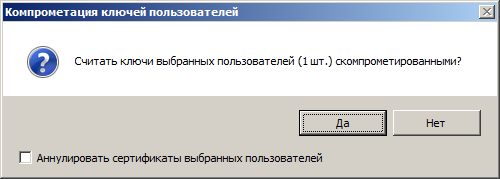 Компрометация ключей пользователей
Считать ключи выбранных пользователей (1 шт.) скомпрометированными?
Да
Нет
Аннулировать сертификаты выбранных пользователей